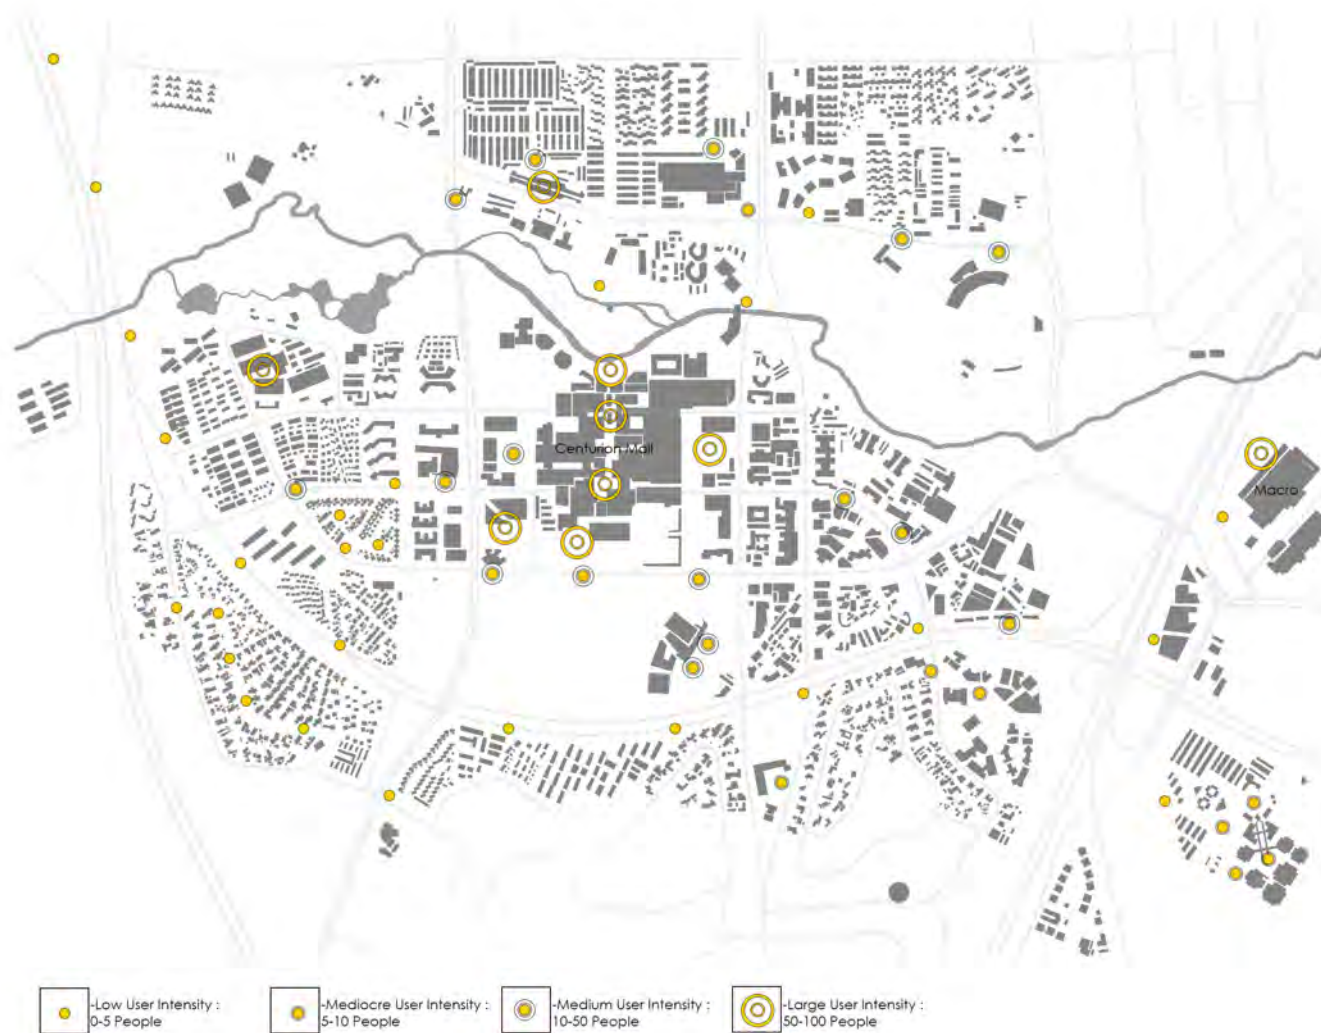 Centurion Mall
Macro
-Low User Intensity :
0-5 People
-Mediocre User Intensity :
5-10 People
-Medium User Intensity :
10-50 People
-Large User Intensity :
50-100 People